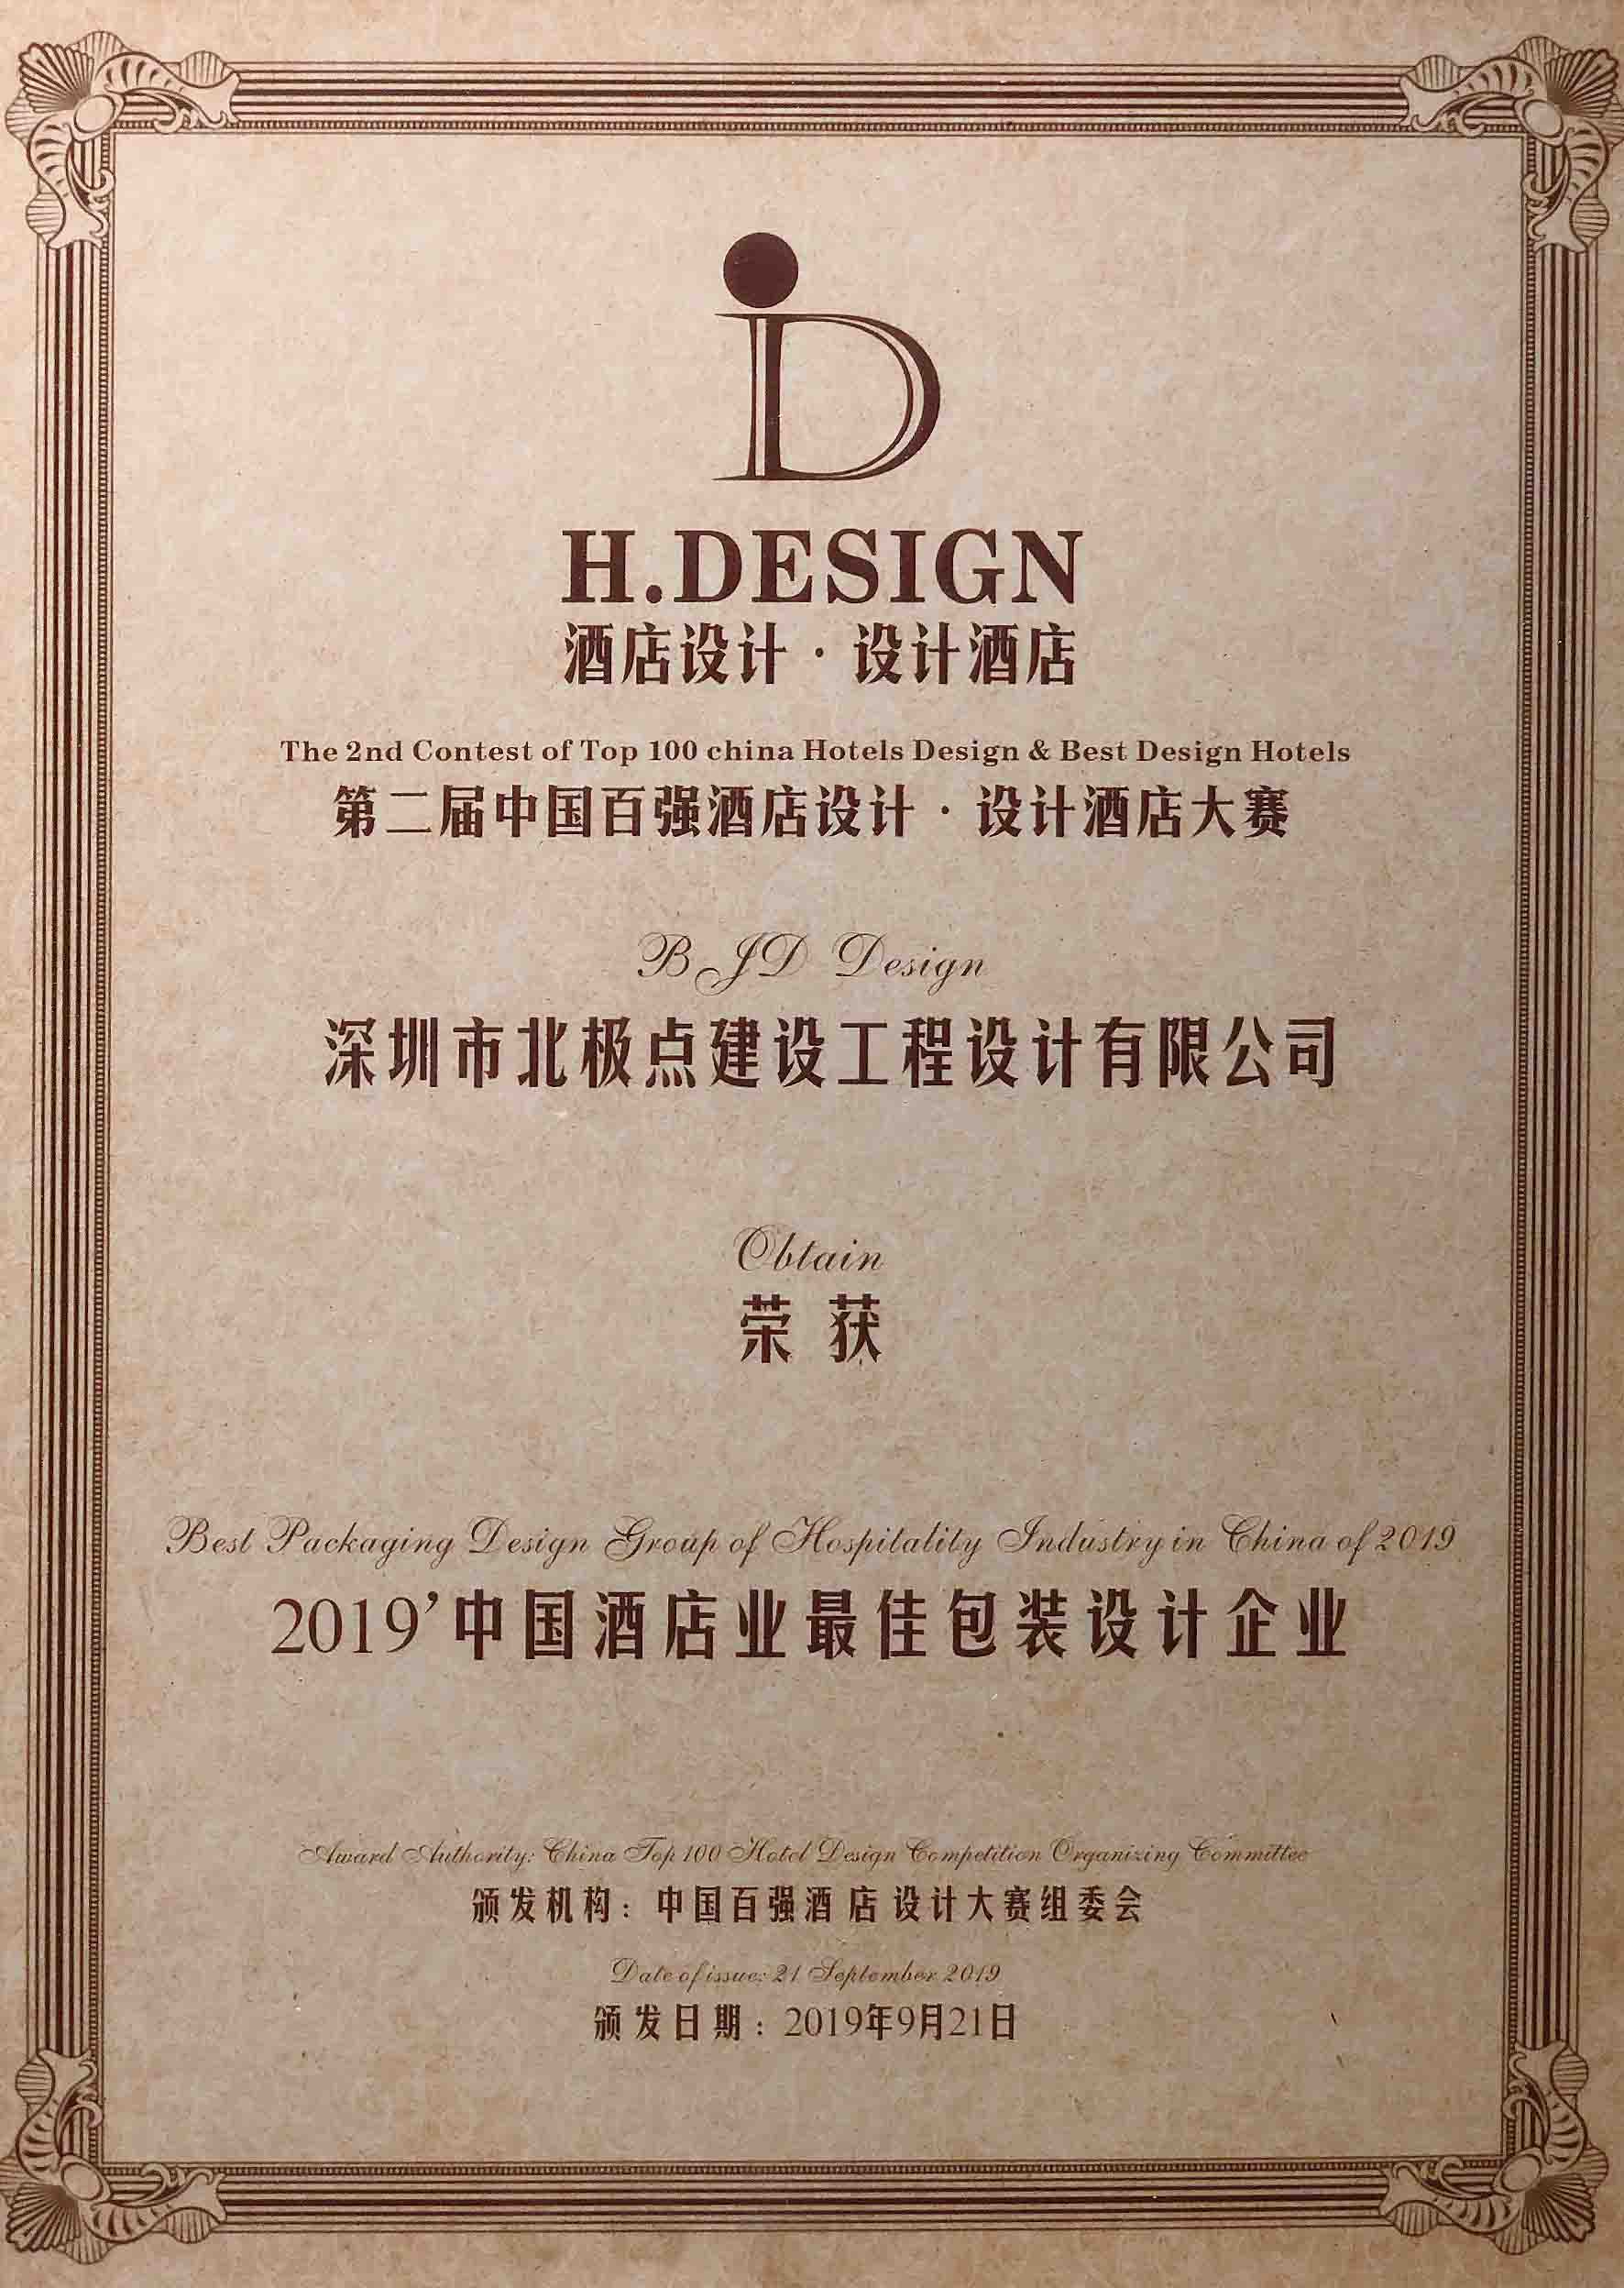 iD
H.DESIGN
酒店设计·设计酒店
The 2nd Contest of Top 100 china Hotels Design & Best Design Hotels
第二届中国百强酒店设计·设计酒店大赛
BJD Design
深圳市北极点建设工程设计有限公司
Obtain
荣获
Best Packaging Design Group of Hospitality Industry in China of 2019
2019’中国酒店业最佳包装设计企业
Award Authority: China Top 100 Hotel Design Competition Organizing Committee
颁发机构：中国百强酒店设计大赛组委会
Date of issue: 21 September 2019
颁发日期：2019年9月21日